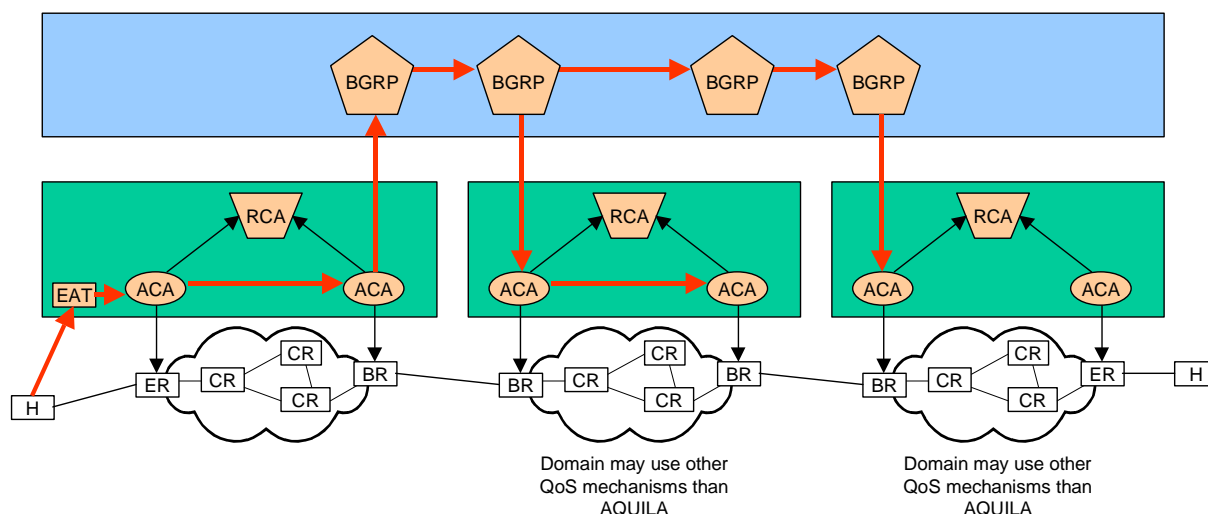 BGRP
BGRP
BGRP
BGRP
RCA
RCA
RCA
EAT
ACA
ACA
ACA
ACA
ACA
ACA
CR
CR
CR
ER
CR
BR
BR
CR
BR
BR
CR
ER
H
H
CR
CR
CR
Domain may use other
QoS mechanisms than
AQUILA
Domain may use other
QoS mechanisms than
AQUILA